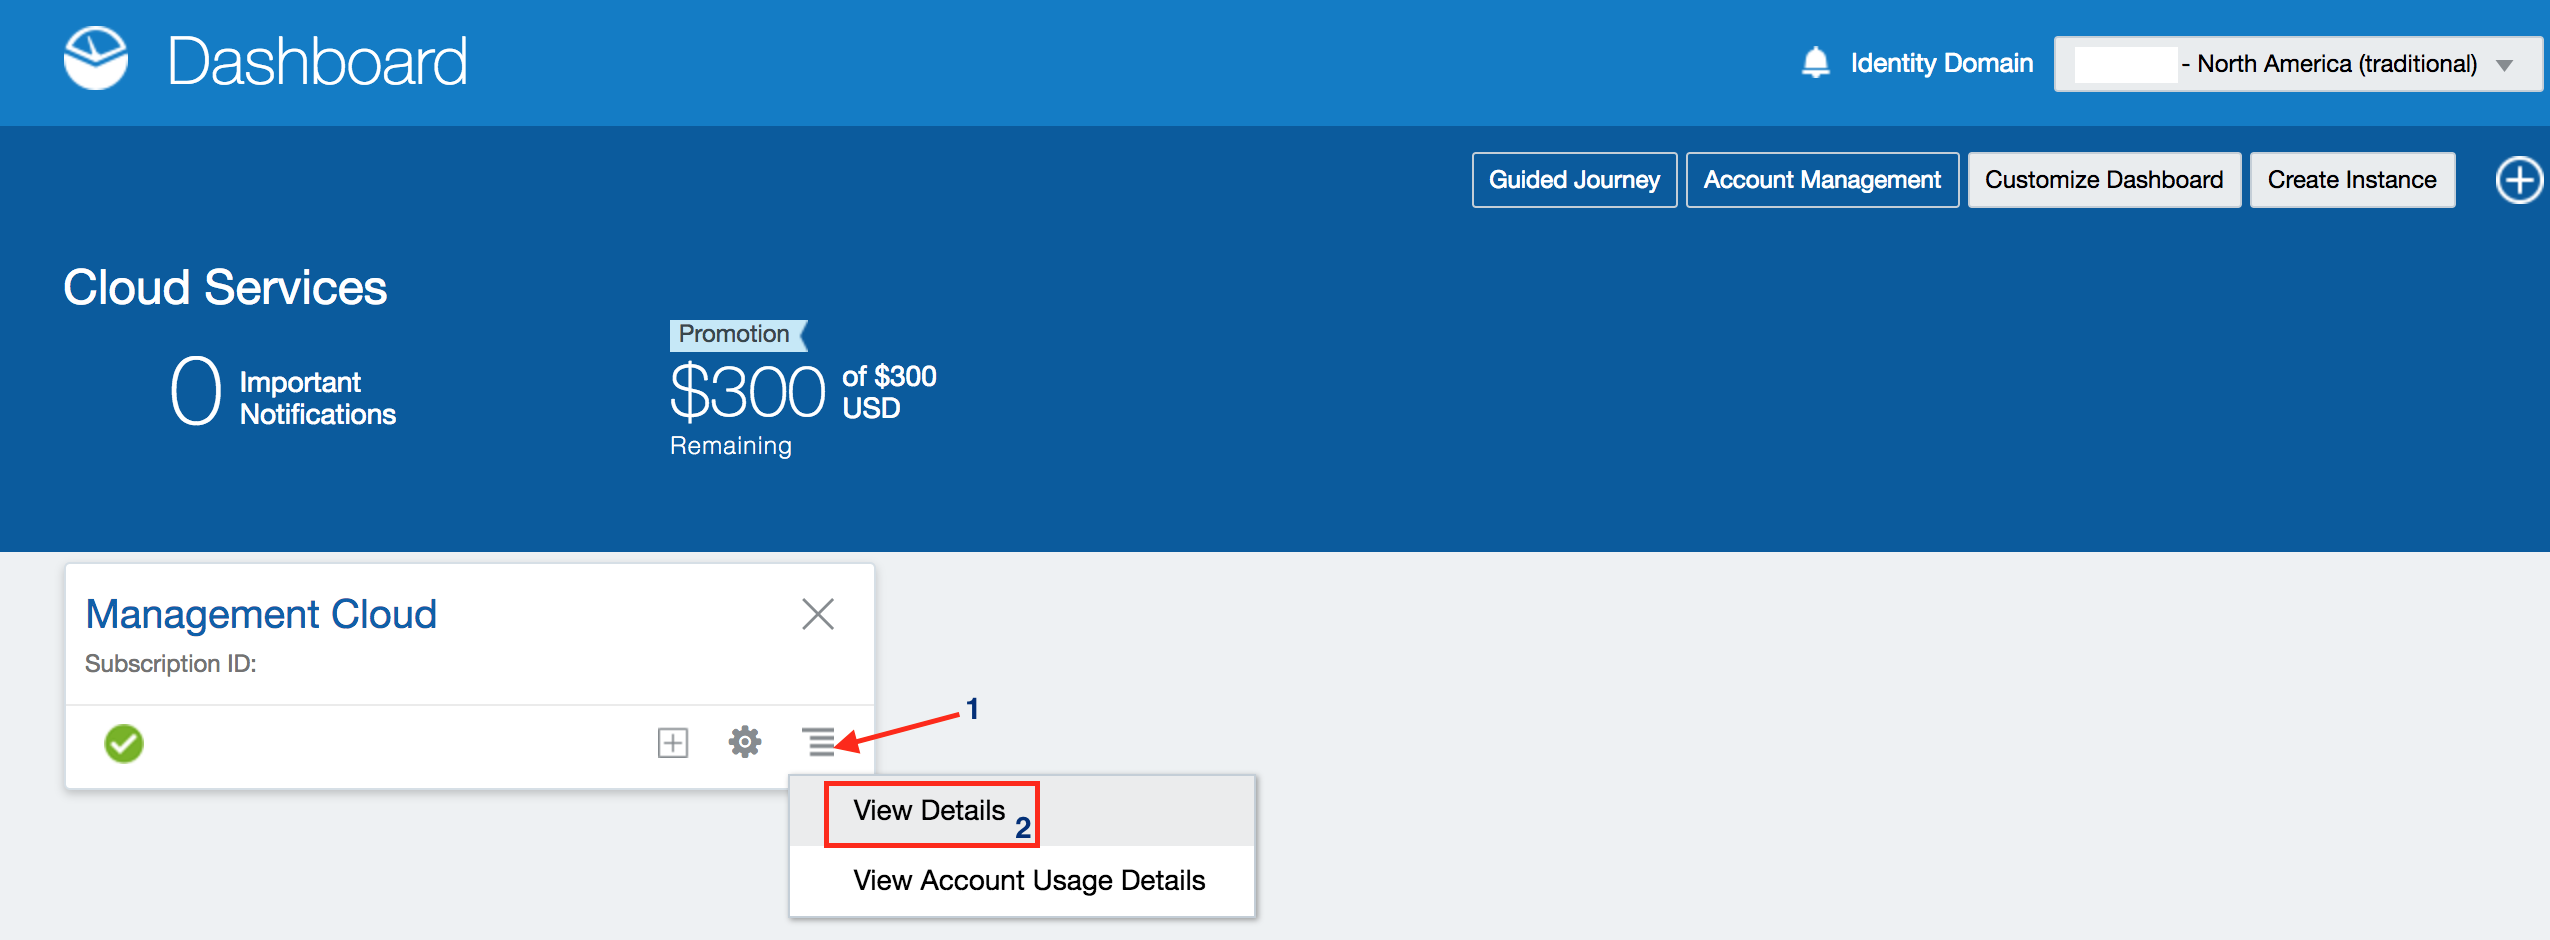 Dashboard
Identity Domain
- North America (traditional)
Guided Journey
Account Management
Customize Dashboard
Create Instance
Cloud Services
0
Important
Notifications
Promotion
$300
of $300
USD
Remaining
Management Cloud
Subscription ID:
1
View Details
2
View Account Usage Details